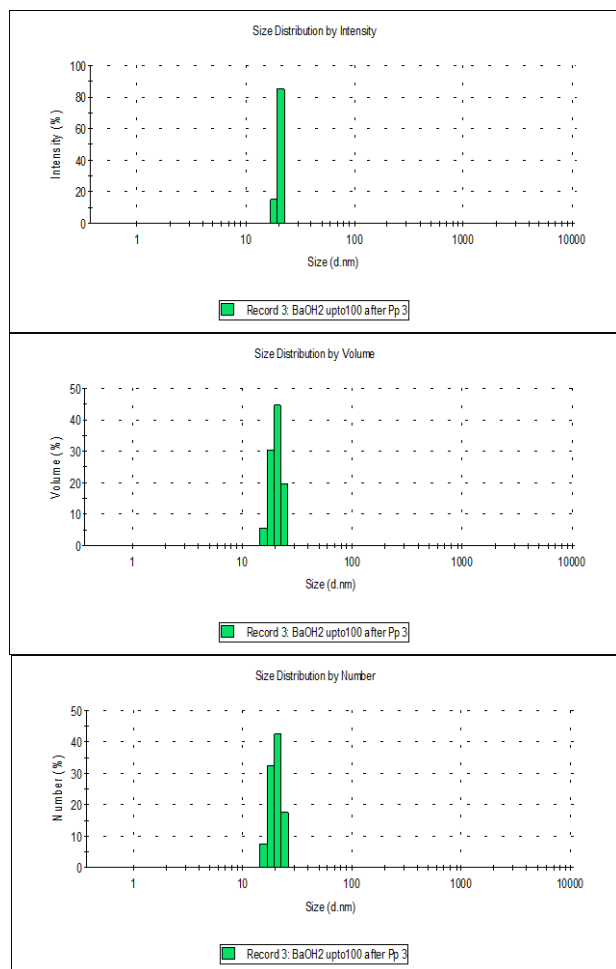 Size Distribution by Intensity
100
80
60
40
20
0
Intensity (%)
1 10 100 1000 10000
Size (d.nm)
Record 3: BaOH2 upto100 after Pp 3
Size Distribution by Volume
50
40
30
20
10
0
Volume (%)
1 10 100 1000 10000
Size (d.nm)
Record 3: BaOH2 upto100 after Pp 3
Size Distribution by Number
50
40
30
20
10
0
Number (%)
1 10 100 1000 10000
Size (d.nm)
Record 3: BaOH2 upto100 after Pp 3